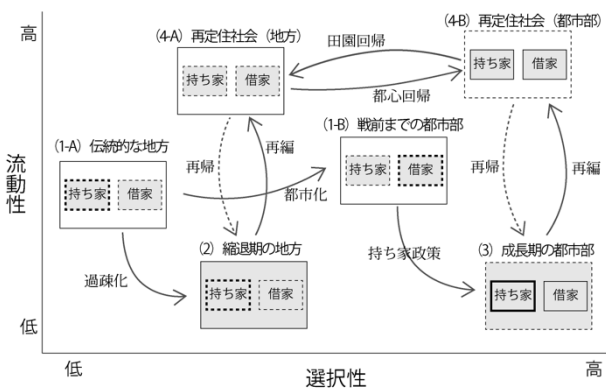 高
流動性
低
(4-A) 再定住社会（地方）
持ち家
借家
田園回帰
都心回帰
(4-B) 再定住社会（都市部）
持ち家
借家
(1-A) 伝統的な地方
持ち家
借家
再帰
再編
都市化
(1-B) 戦前までの都市部
持ち家
借家
再帰
再編
過疎化
(2) 縮退期の地方
持ち家
借家
持ち家政策
(3) 成長期の都市部
持ち家
借家
低
選択性
高